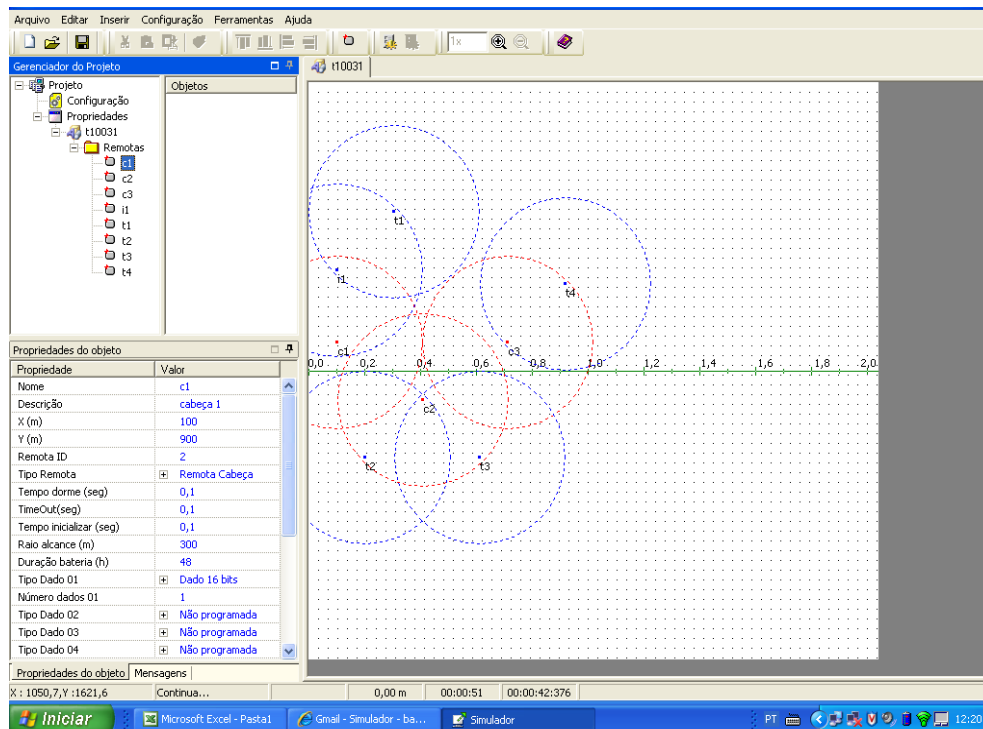 Arquivo Editar Inserir Configuração Ferramentas Ajuda
1x
Gerenciador do Projeto
t10031
Projeto
Configuração
Propriedades
t10031
Remotas
c1
c2
c3
i1
t1
t2
t3
t4
Objetos
Propriedades do objeto
Propriedade Valor
Nome c1
Descrição cabeça 1
X (m) 100
Y (m) 900
Remota ID 2
Tipo Remota Remota Cabeça
Tempo dorme (seg) 0,1
TimeOut(seg) 0,1
Tempo inicializar (seg) 0,1
Raio alcance (m) 300
Duração bateria (h) 48
Tipo Dado 01 Dado 16 bits
Número dados 01 1
Tipo Dado 02 Não programada
Tipo Dado 03 Não programada
Tipo Dado 04 Não programada
Propriedades do objeto Mensagens
t1
i1
t4
c1
c3
0,0 0,2 0,4 0,6 0,8 1,0 1,2 1,4 1,6 1,8 2,0
c2
t2
t3
X : 1050,7,Y :1621,6 Continua... 0,00 m 00:00:51 00:00:42:376
Iniciar Microsoft Excel - Pasta1 Gmail - Simulador - ba... Simulador PT 12:20